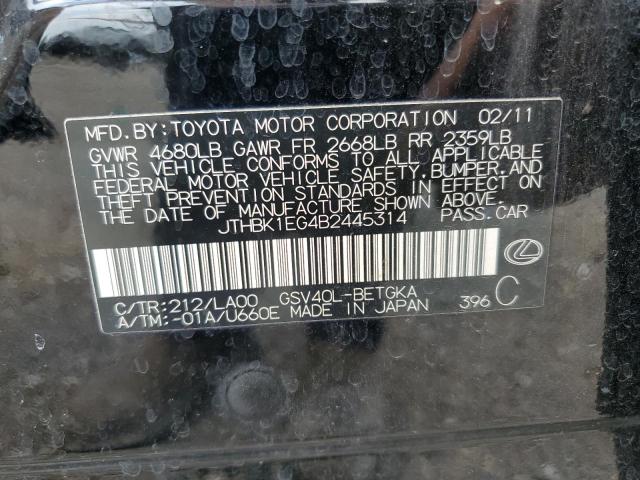 MFD.BY:TOYOTA MOTOR CORPORATION 02/11
GVWR 4680LB GAWR FR 2668LB RR 2359LB
THIS VEHICLE CONFORMS TO ALL APPLICABLE
FEDERAL MOTOR VEHICLE SAFETY,BUMPER,AND
THEFT PREVENTION STANDARDS IN EFFECT ON
THE DATE OF MANUFACTURE SHOWN ABOVE.
JTHBK1EG4B2445314 PASS.CAR
C/TR:212/LA00 GSV40L-BETGKA 396 C
A/TM:-01A/U660E MADE IN JAPAN